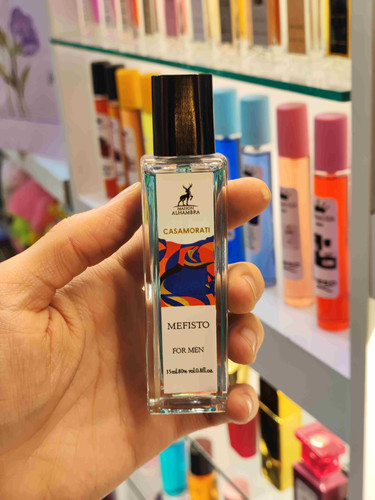 MAISON
ALHAMBRA
CASAMORATI
MEFISTO
FOR MEN